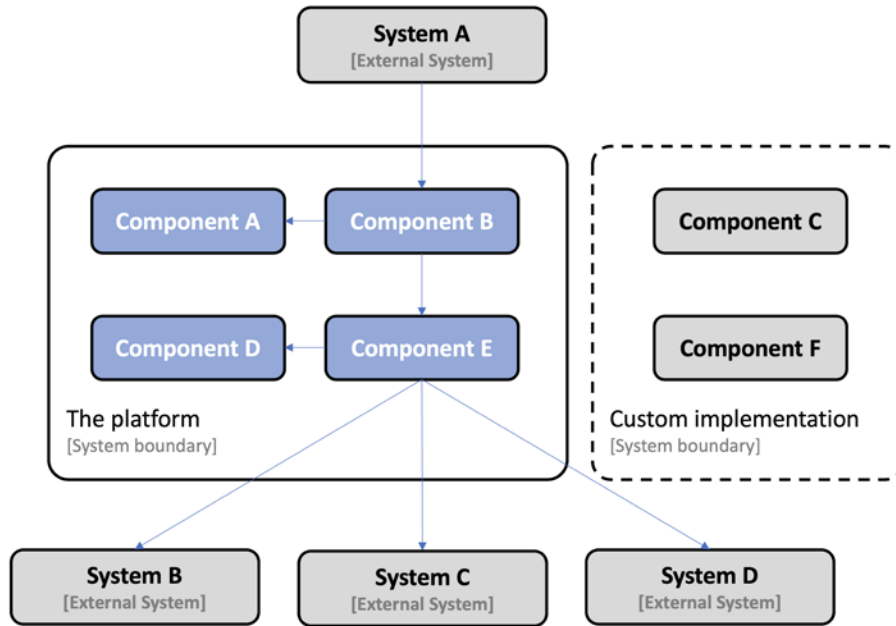 System A
[External System]
Component A
Component B
Component C
Component D
Component E
Component F
The platform
[System boundary]
Custom implementation
[System boundary]
System B
[External System]
System C
[External System]
System D
[External System]